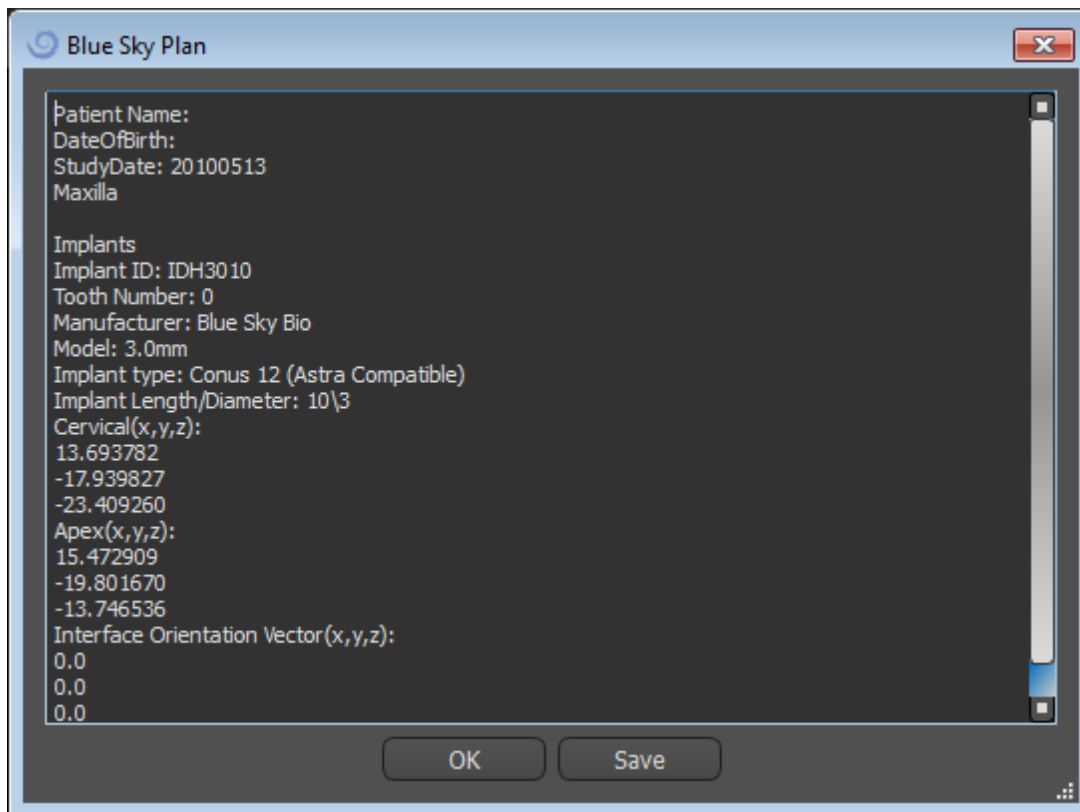 Blue Sky Plan
Patient Name:
DateOfBirth:
StudyDate: 20100513
Maxilla
Implants
Implant ID: IDH3010
Tooth Number: 0
Manufacturer: Blue Sky Bio
Model: 3.0mm
Implant type: Conus 12 (Astra Compatible)
Implant Length/Diameter: 10\3
Cervical(x,y,z):
13.693782
-17.939827
-23.409260
Apex(x,y,z):
15.472909
-19.801670
-13.746536
Interface Orientation Vector(x,y,z):
0.0
0.0
0.0
OK Save